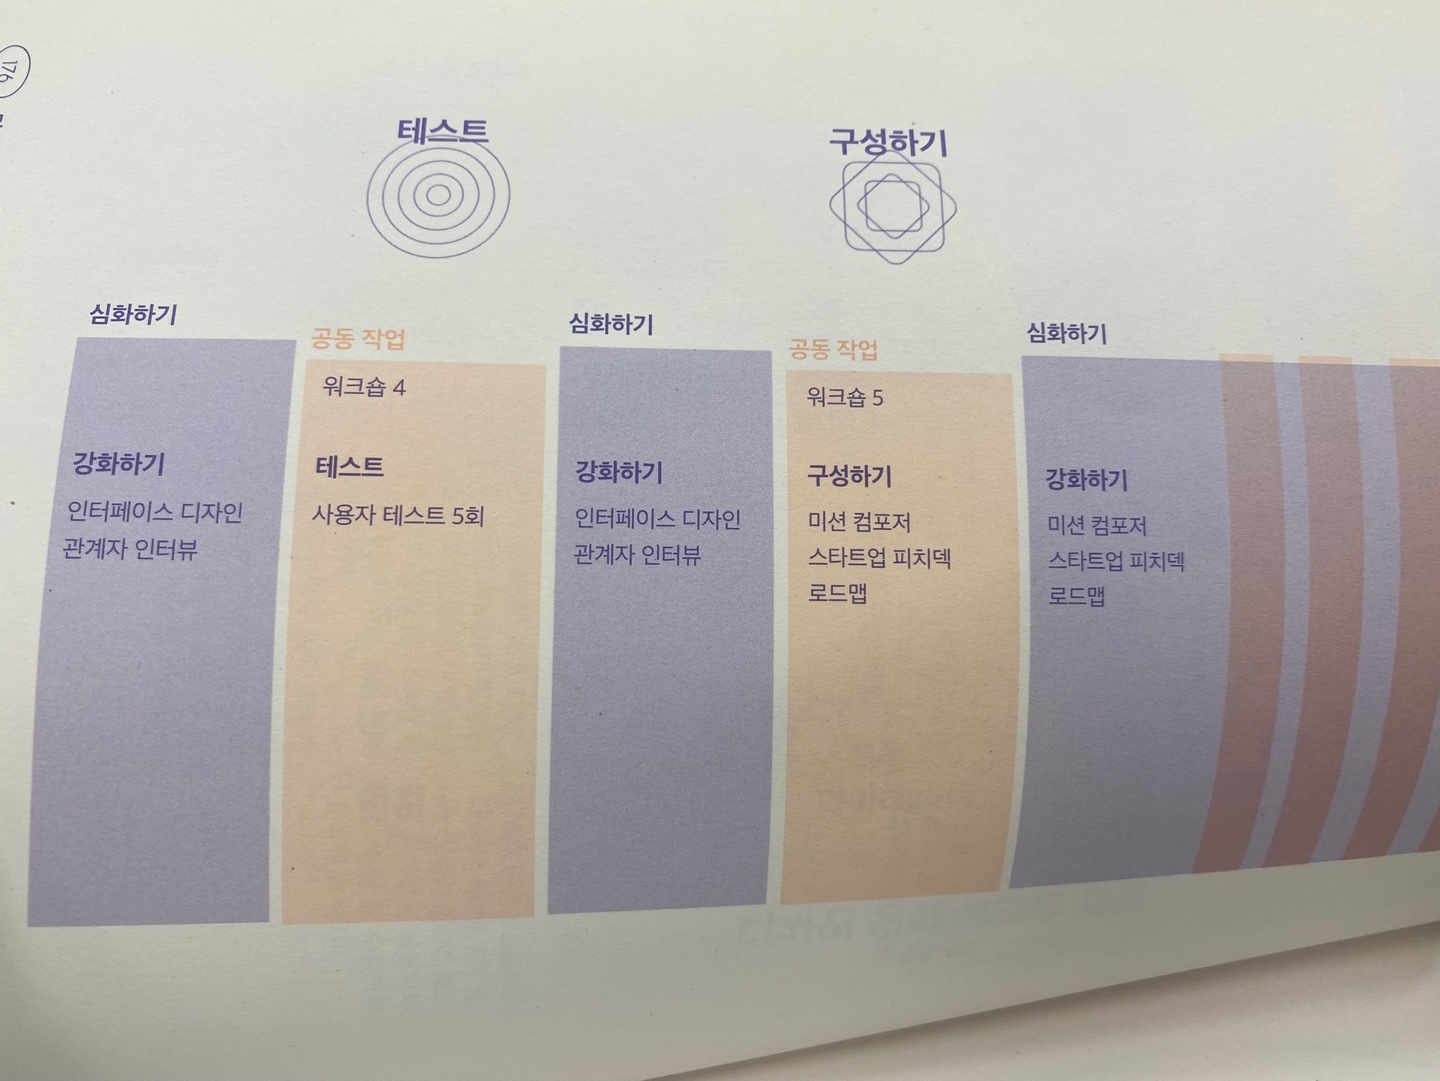 176
테스트
구성하기
심화하기
강화하기
인터페이스 디자인
관계자 인터뷰
공동 작업
워크숍 4
테스트
사용자 테스트 5회
심화하기
강화하기
인터페이스 디자인
관계자 인터뷰
공동 작업
워크숍 5
구성하기
미션 컴포저
스타트업 피치덱
로드맵
심화하기
강화하기
미션 컴포저
스타트업 피치덱
로드맵